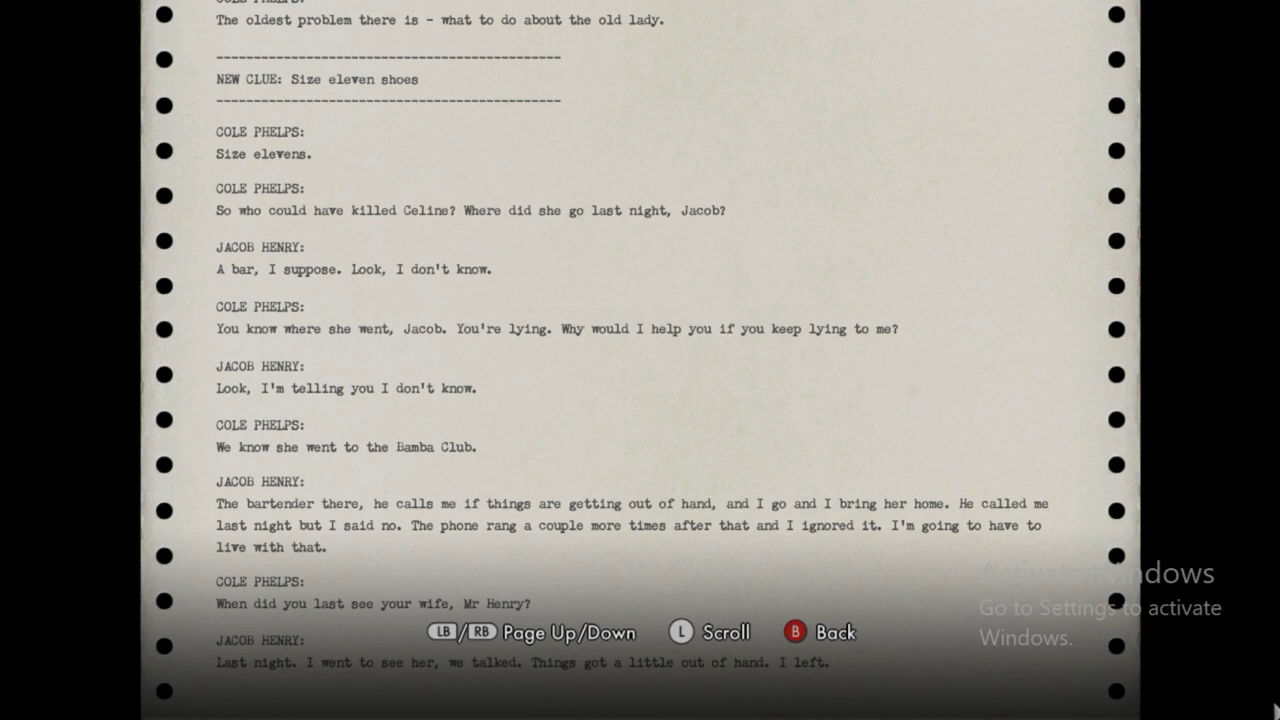 COLE PHELPS:
The oldest problem there is - what to do about the old lady.
----------------------------------------------
NEW CLUE: Size eleven shoes
----------------------------------------------
COLE PHELPS:
Size elevens.
COLE PHELPS:
So who could have killed Celine? Where did she go last night, Jacob?
JACOB HENRY:
A bar, I suppose. Look, I don't know.
COLE PHELPS:
You know where she went, Jacob. You're lying. Why would I help you if you keep lying to me?
JACOB HENRY:
Look, I'm telling you I don't know.
COLE PHELPS:
We know she went to the Bamba Club.
JACOB HENRY:
The bartender there, he calls me if things are getting out of hand, and I go and I bring her home. He called me
last night but I said no. The phone rang a couple more times after that and I ignored it. I'm going to have to
live with that.
COLE PHELPS:
When did you last see your wife, Mr Henry?
JACOB HENRY:
Last night. I went to see her, we talked. Things got a little out of hand. I left.
LB/RB Page Up/Down L Scroll B Back
Activate Windows
Go to Settings to activate
Windows.